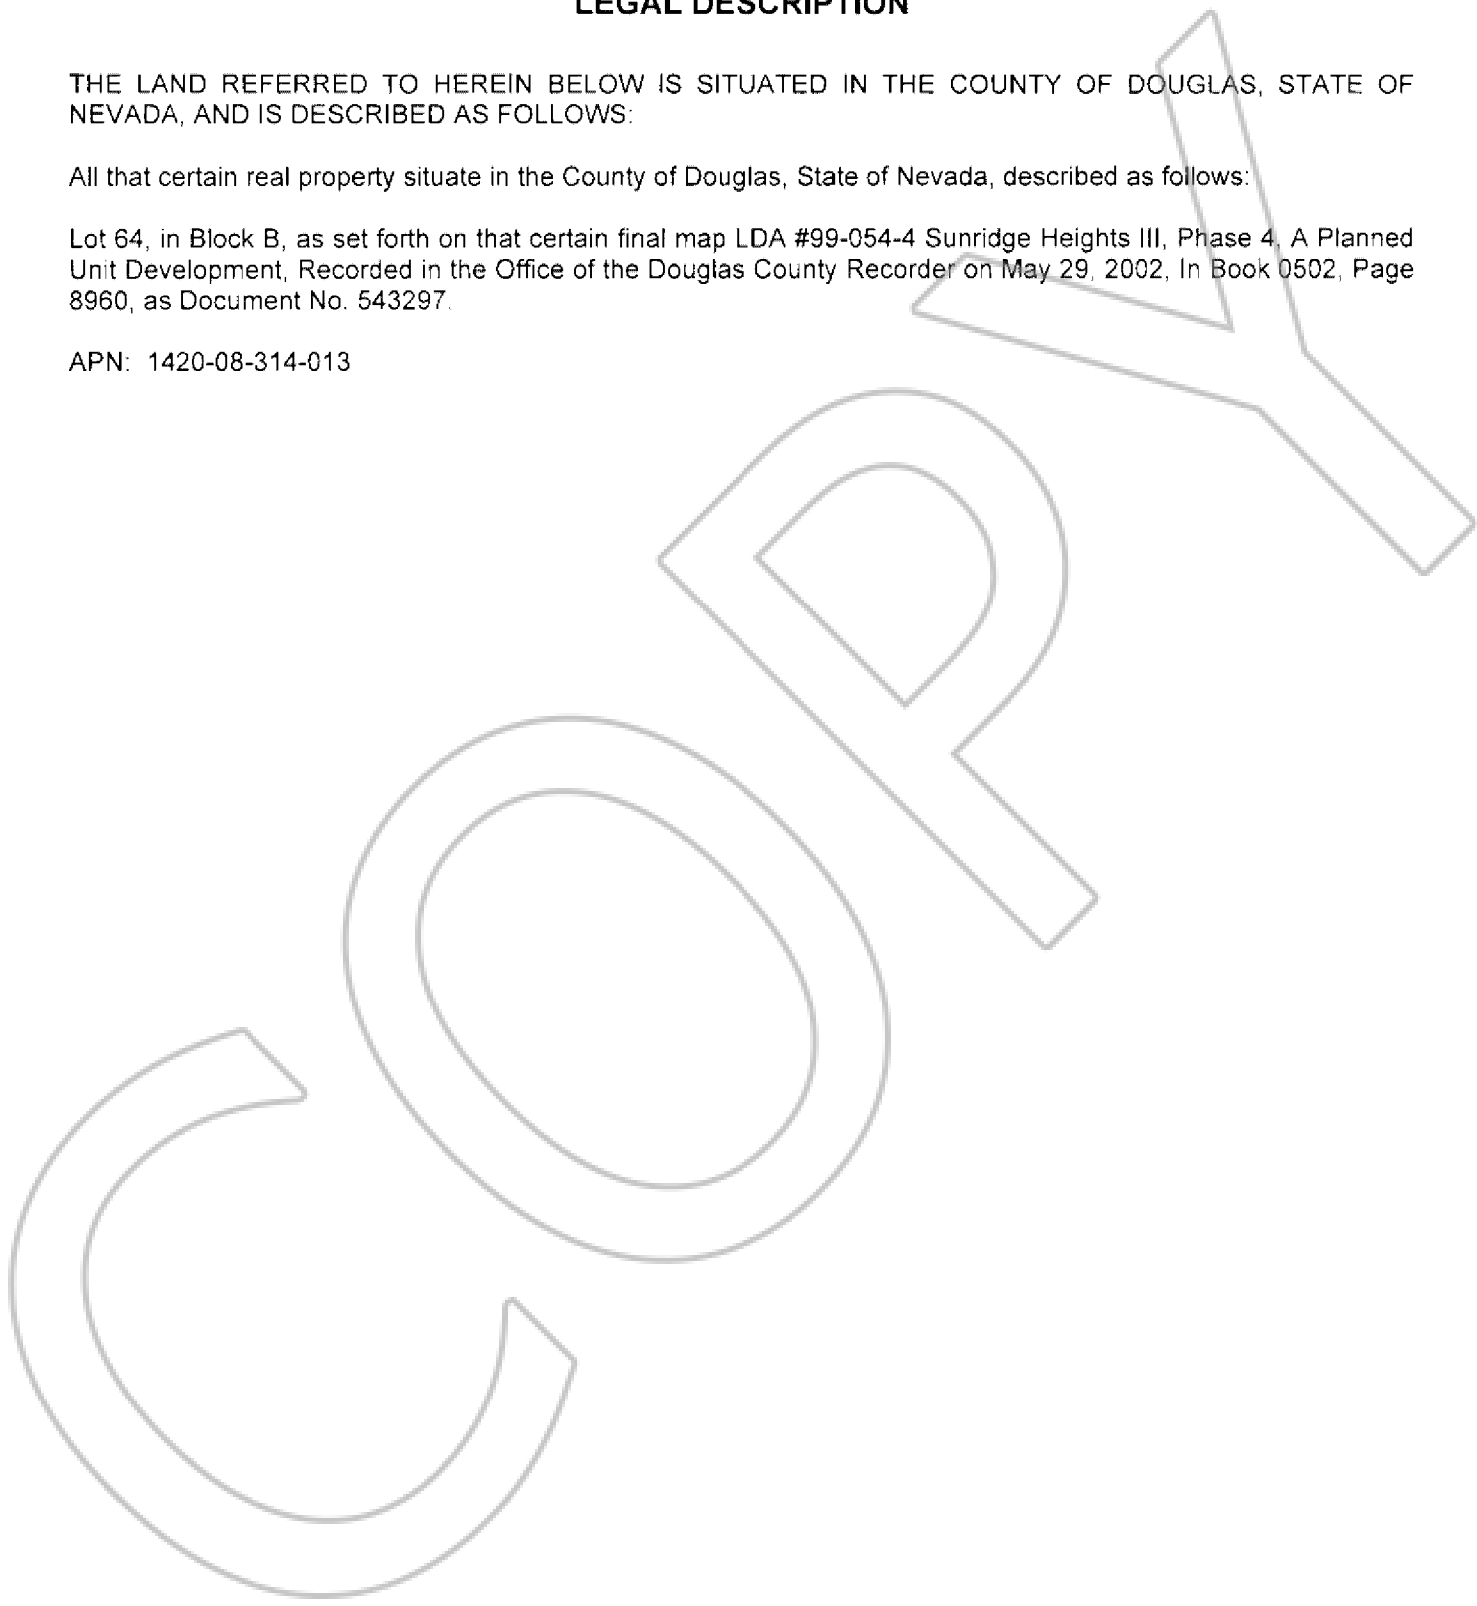 LEGAL DESCRIPTION
THE LAND REFERRED TO HEREIN BELOW IS SITUATED IN THE COUNTY OF DOUGLAS, STATE OF
NEVADA, AND IS DESCRIBED AS FOLLOWS:
All that certain real property situate in the County of Douglas, State of Nevada, described as follows:
Lot 64, in Block B, as set forth on that certain final map LDA #99-054-4 Sunridge Heights III, Phase 4, A Planned
Unit Development, Recorded in the Office of the Douglas County Recorder on May 29, 2002, In Book 0502, Page
8960, as Document No. 543297.
APN: 1420-08-314-013
COPY